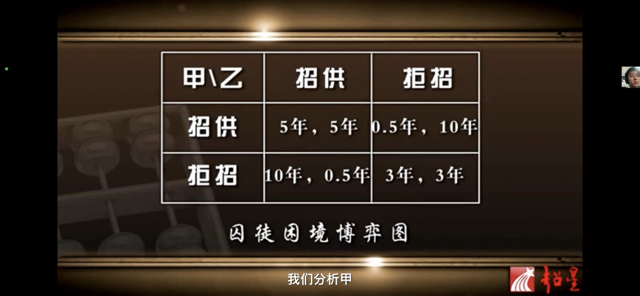 甲\乙 招供 拒招
招供 5年，5年 0.5年，10年
拒招 10年，0.5年 3年，3年
囚徒困境博弈图
我们分析甲
超星